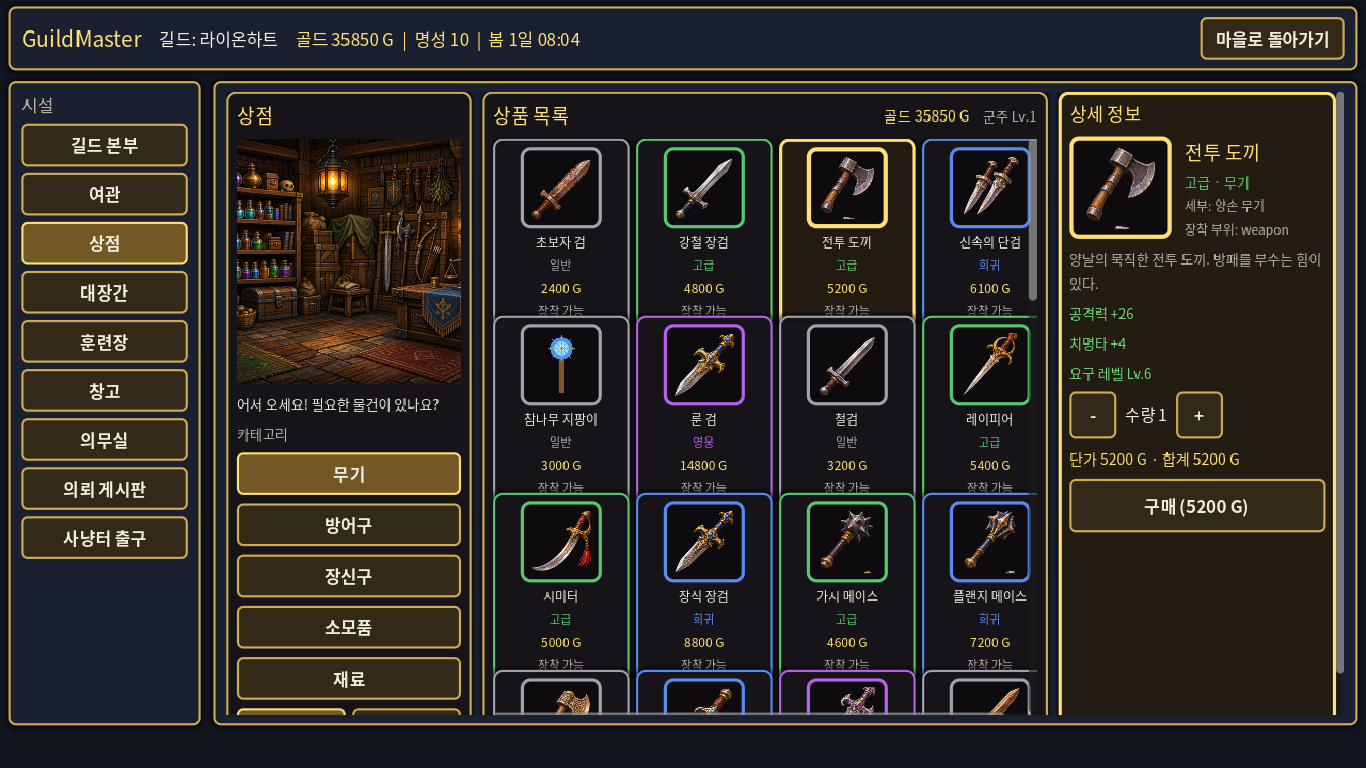 GuildMaster 길드: 라이온하트 골드 35850 G | 명성 10 | 봄 1일 08:04
마을로 돌아가기
시설
길드 본부
여관
상점
대장간
훈련장
창고
의무실
의뢰 게시판
사냥터 출구
상점
어서 오세요! 필요한 물건이 있나요?
카테고리
무기
방어구
장신구
소모품
재료
상품 목록
골드 35850 G 군주 Lv.1
초보자 검
일반
2400 G
장착 가능
강철 장검
고급
4800 G
장착 가능
전투 도끼
고급
5200 G
장착 가능
신속의 단검
희귀
6100 G
장착 가능
참나무 지팡이
일반
3000 G
장착 가능
룬 검
영웅
14800 G
장착 가능
철검
일반
3200 G
장착 가능
레이피어
고급
5400 G
장착 가능
시미터
고급
5000 G
장착 가능
장식 장검
희귀
8800 G
장착 가능
가시 메이스
고급
4600 G
장착 가능
플랜지 메이스
희귀
7200 G
장착 가능
상세 정보
전투 도끼
고급 · 무기
세부: 양손 무기
장착 부위: weapon
양날의 묵직한 전투 도끼. 방패를 부수는 힘이
있다.
공격력 +26
치명타 +4
요구 레벨 Lv.6
- 수량 1 +
단가 5200 G · 합계 5200 G
구매 (5200 G)